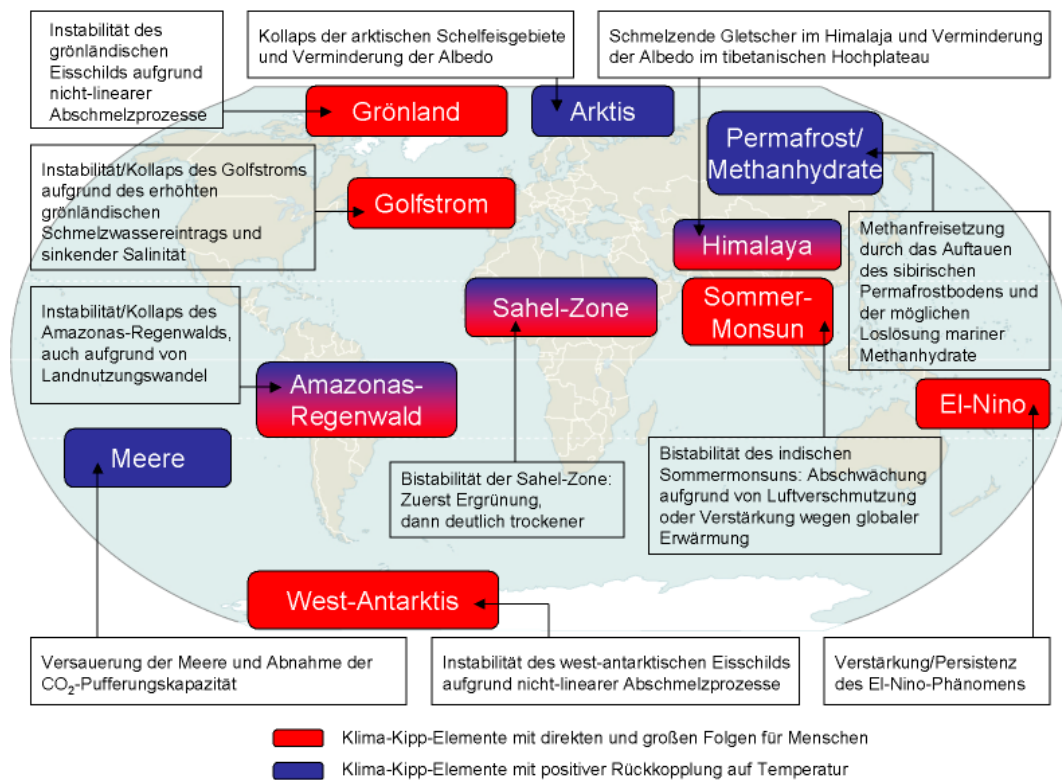 Instabilität des
grönländischen
Eisschilds aufgrund
nicht-linearer
Abschmelzprozesse
Kollaps der arktischen Schelfeisgebiete
und Verminderung der Albedo
Schmelzende Gletscher im Himalaja und Verminderung
der Albedo im tibetanischen Hochplateau
Grönland
Arktis
Permafrost/
Methanhydrate
Instabilität/Kollaps des Golfstroms
aufgrund des erhöhten
grönländischen
Schmelzwassereintrags und
sinkender Salinität
Golfstrom
Himalaya
Methanfreisetzung
durch das Auftauen
des sibirischen
Permafrostbodens und
der möglichen
Loslösung mariner
Methanhydrate
Sahel-Zone
Sommer-
Monsun
Instabilität/Kollaps des
Amazonas-Regenwalds,
auch aufgrund von
Landnutzungswandel
Amazonas-
Regenwald
El-Nino
Meere
Bistabilität der Sahel-Zone:
Zuerst Ergrünung,
dann deutlich trockener
Bistabilität des indischen
Sommermonsuns: Abschwächung
aufgrund von Luftverschmutzung
oder Verstärkung wegen globaler
Erwärmung
West-Antarktis
Versauerung der Meere und Abnahme der
CO₂-Pufferungskapazität
Instabilität des west-antarktischen Eisschilds
aufgrund nicht-linearer Abschmelzprozesse
Verstärkung/Persistenz
des El-Nino-Phänomens
Klima-Kipp-Elemente mit direkten und großen Folgen für Menschen
Klima-Kipp-Elemente mit positiver Rückkopplung auf Temperatur